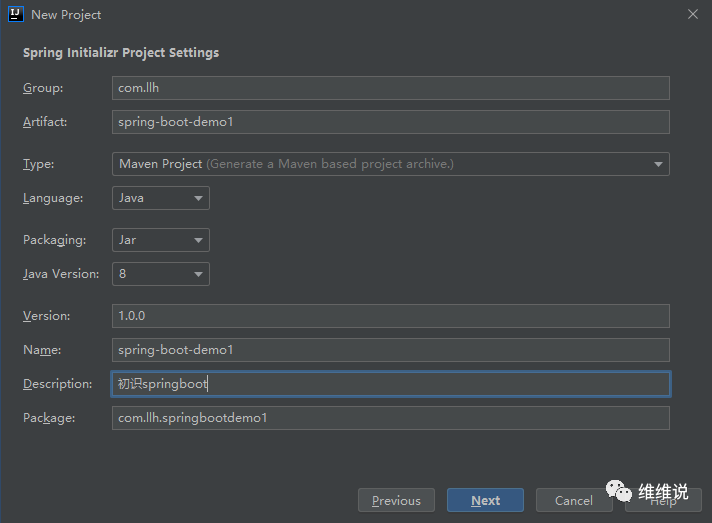 New Project
Spring Initializr Project Settings
Group: com.llh
Artifact: spring-boot-demo1
Type: Maven Project (Generate a Maven based project archive.)
Language: Java
Packaging: Jar
Java Version: 8
Version: 1.0.0
Name: spring-boot-demo1
Description: 初识springboot
Package: com.llh.springbootdemo1
Previous Next Cancel Help
维维说